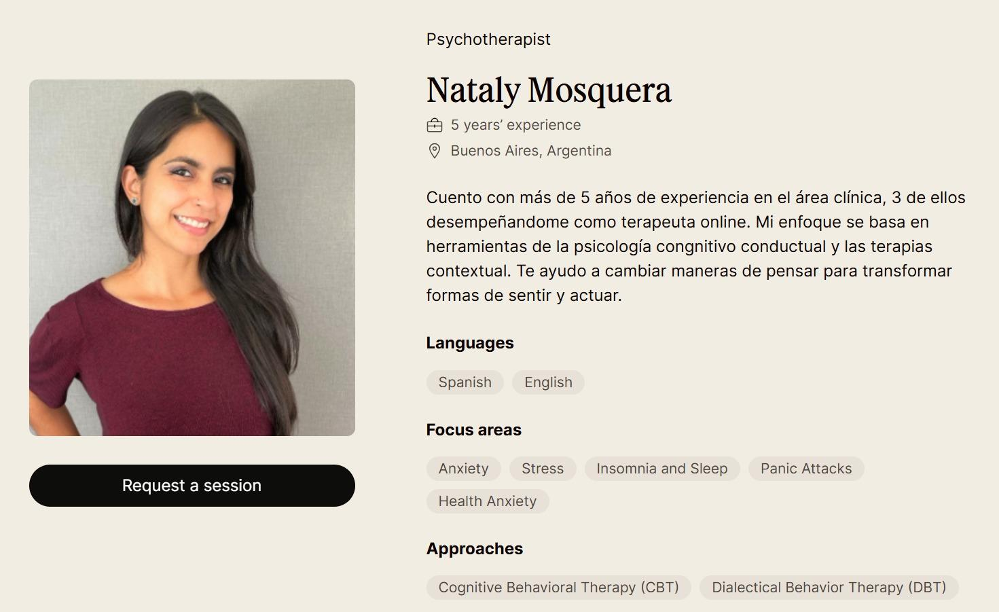 Psychotherapist
Nataly Mosquera
5 years’ experience
Buenos Aires, Argentina
Cuento con más de 5 años de experiencia en el área clínica, 3 de ellos
desempeñandome como terapeuta online. Mi enfoque se basa en
herramientas de la psicología congnitivo conductual y las terapias
contextual. Te ayudo a cambiar maneras de pensar para transformar
formas de sentir y actuar.
Languages
Spanish English
Focus areas
Anxiety Stress Insomnia and Sleep Panic Attacks
Health Anxiety
Approaches
Cognitive Behavioral Therapy (CBT) Dialectical Behavior Therapy (DBT)
Request a session